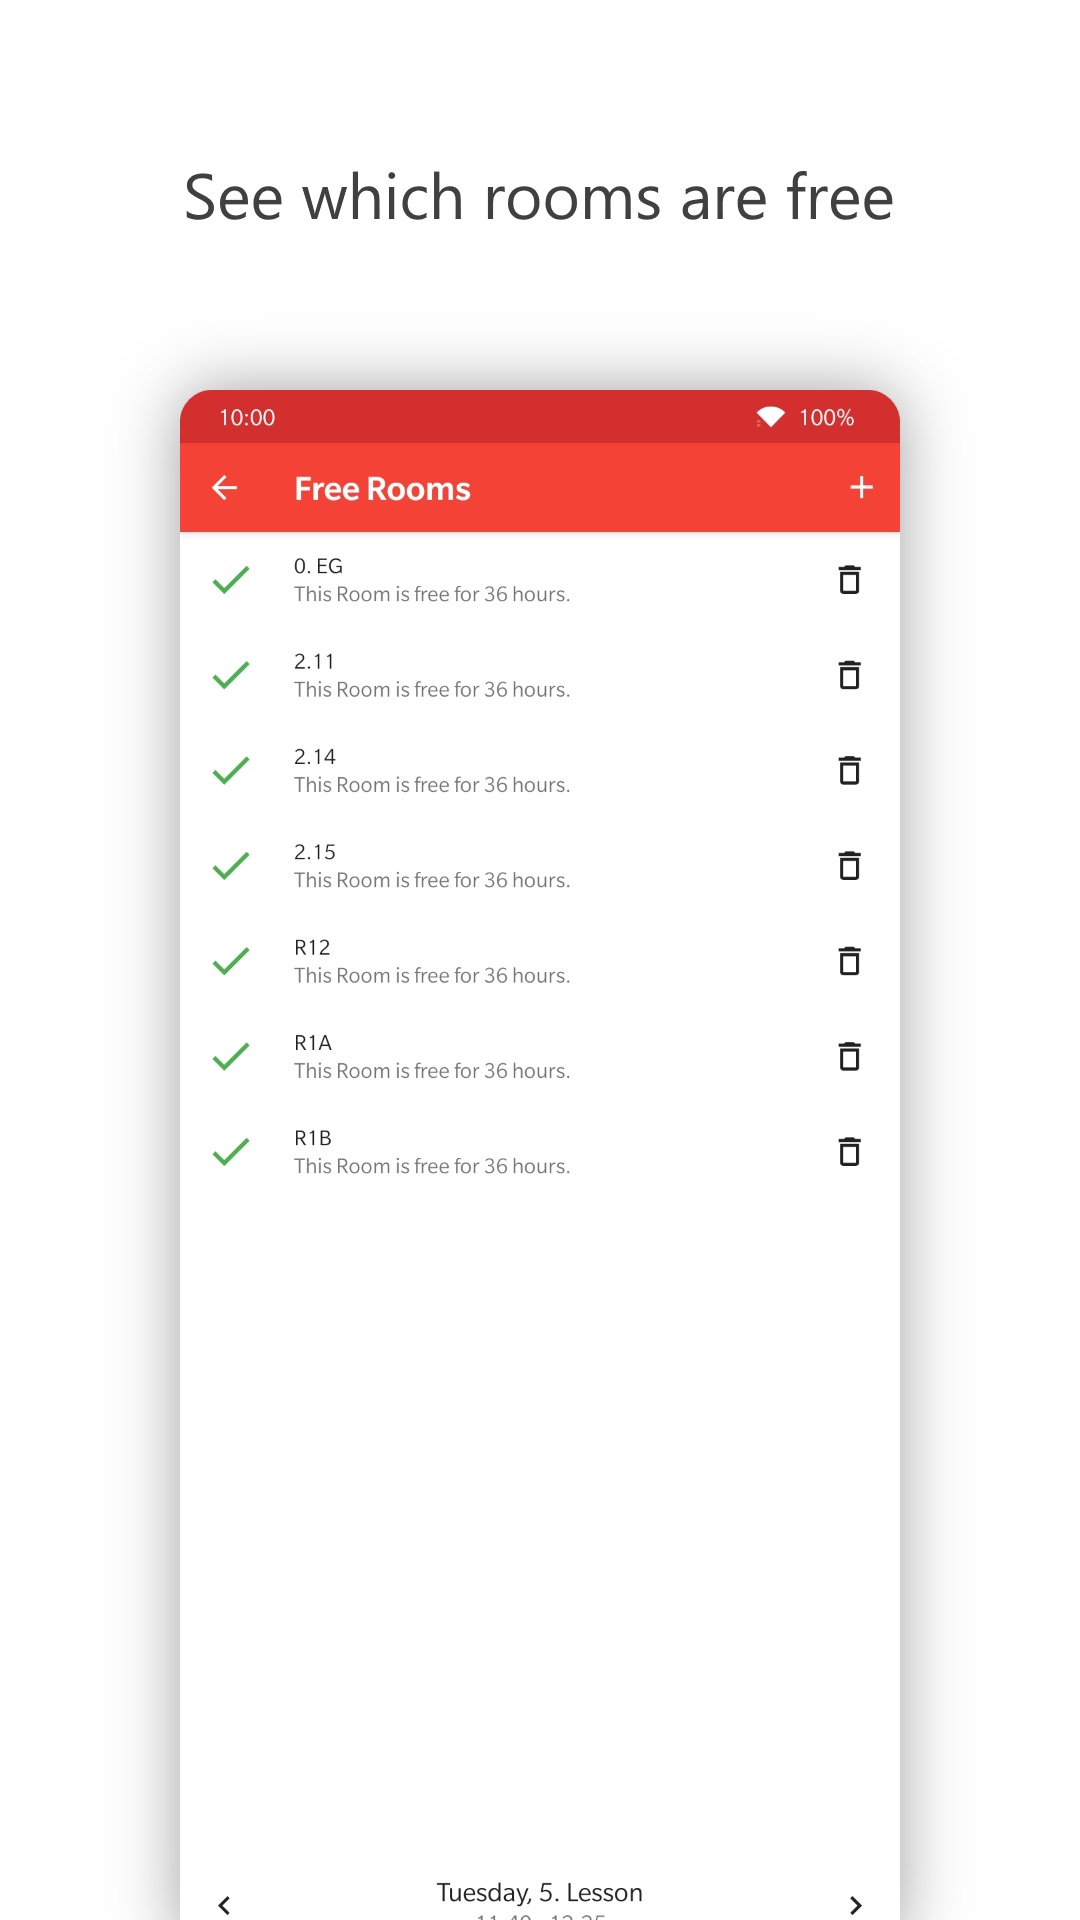 See which rooms are free
10:00 100%
Free Rooms
0. EG
This Room is free for 36 hours.
2.11
This Room is free for 36 hours.
2.14
This Room is free for 36 hours.
2.15
This Room is free for 36 hours.
R12
This Room is free for 36 hours.
R1A
This Room is free for 36 hours.
R1B
This Room is free for 36 hours.
Tuesday, 5. Lesson